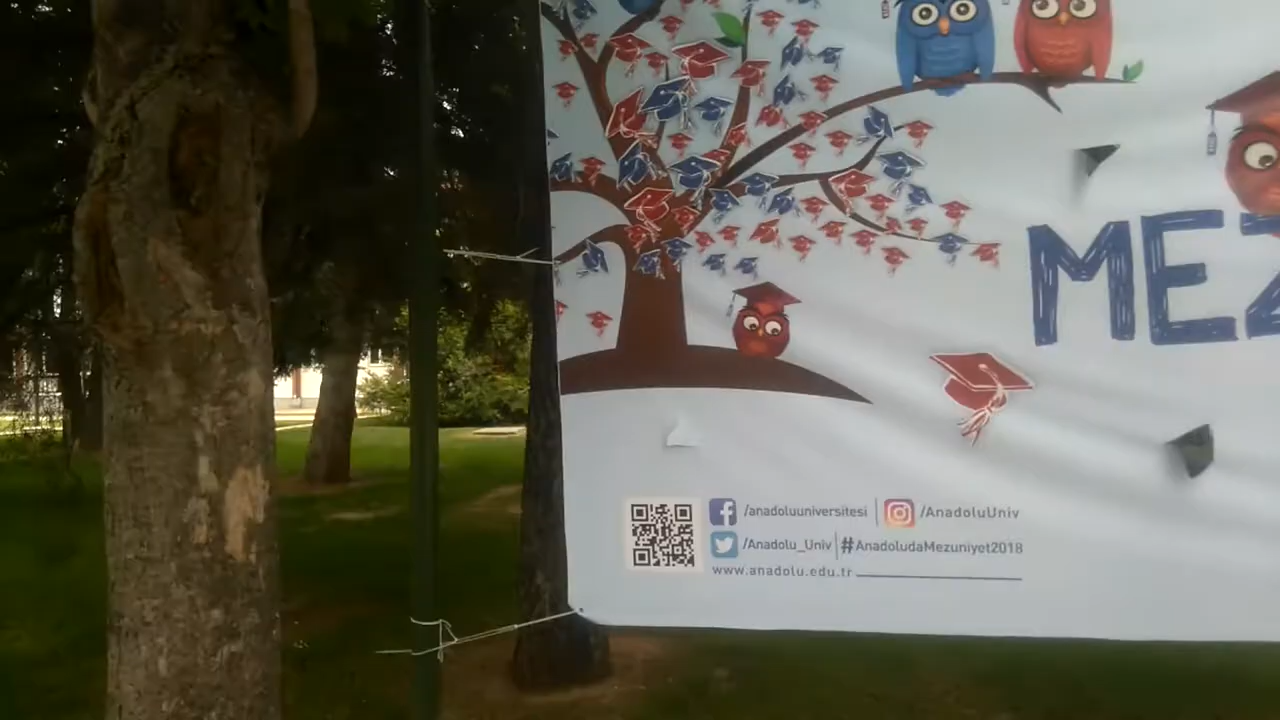 MEZ
/anadoluuniversitesi /AnadoluUniv
/Anadolu_Univ #AnadoludaMezuniyet2018
www.anadolu.edu.tr